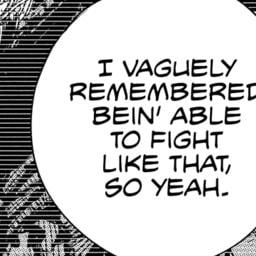 I VAGUELY
REMEMBERED
BEIN' ABLE
TO FIGHT
LIKE THAT,
SO YEAH.